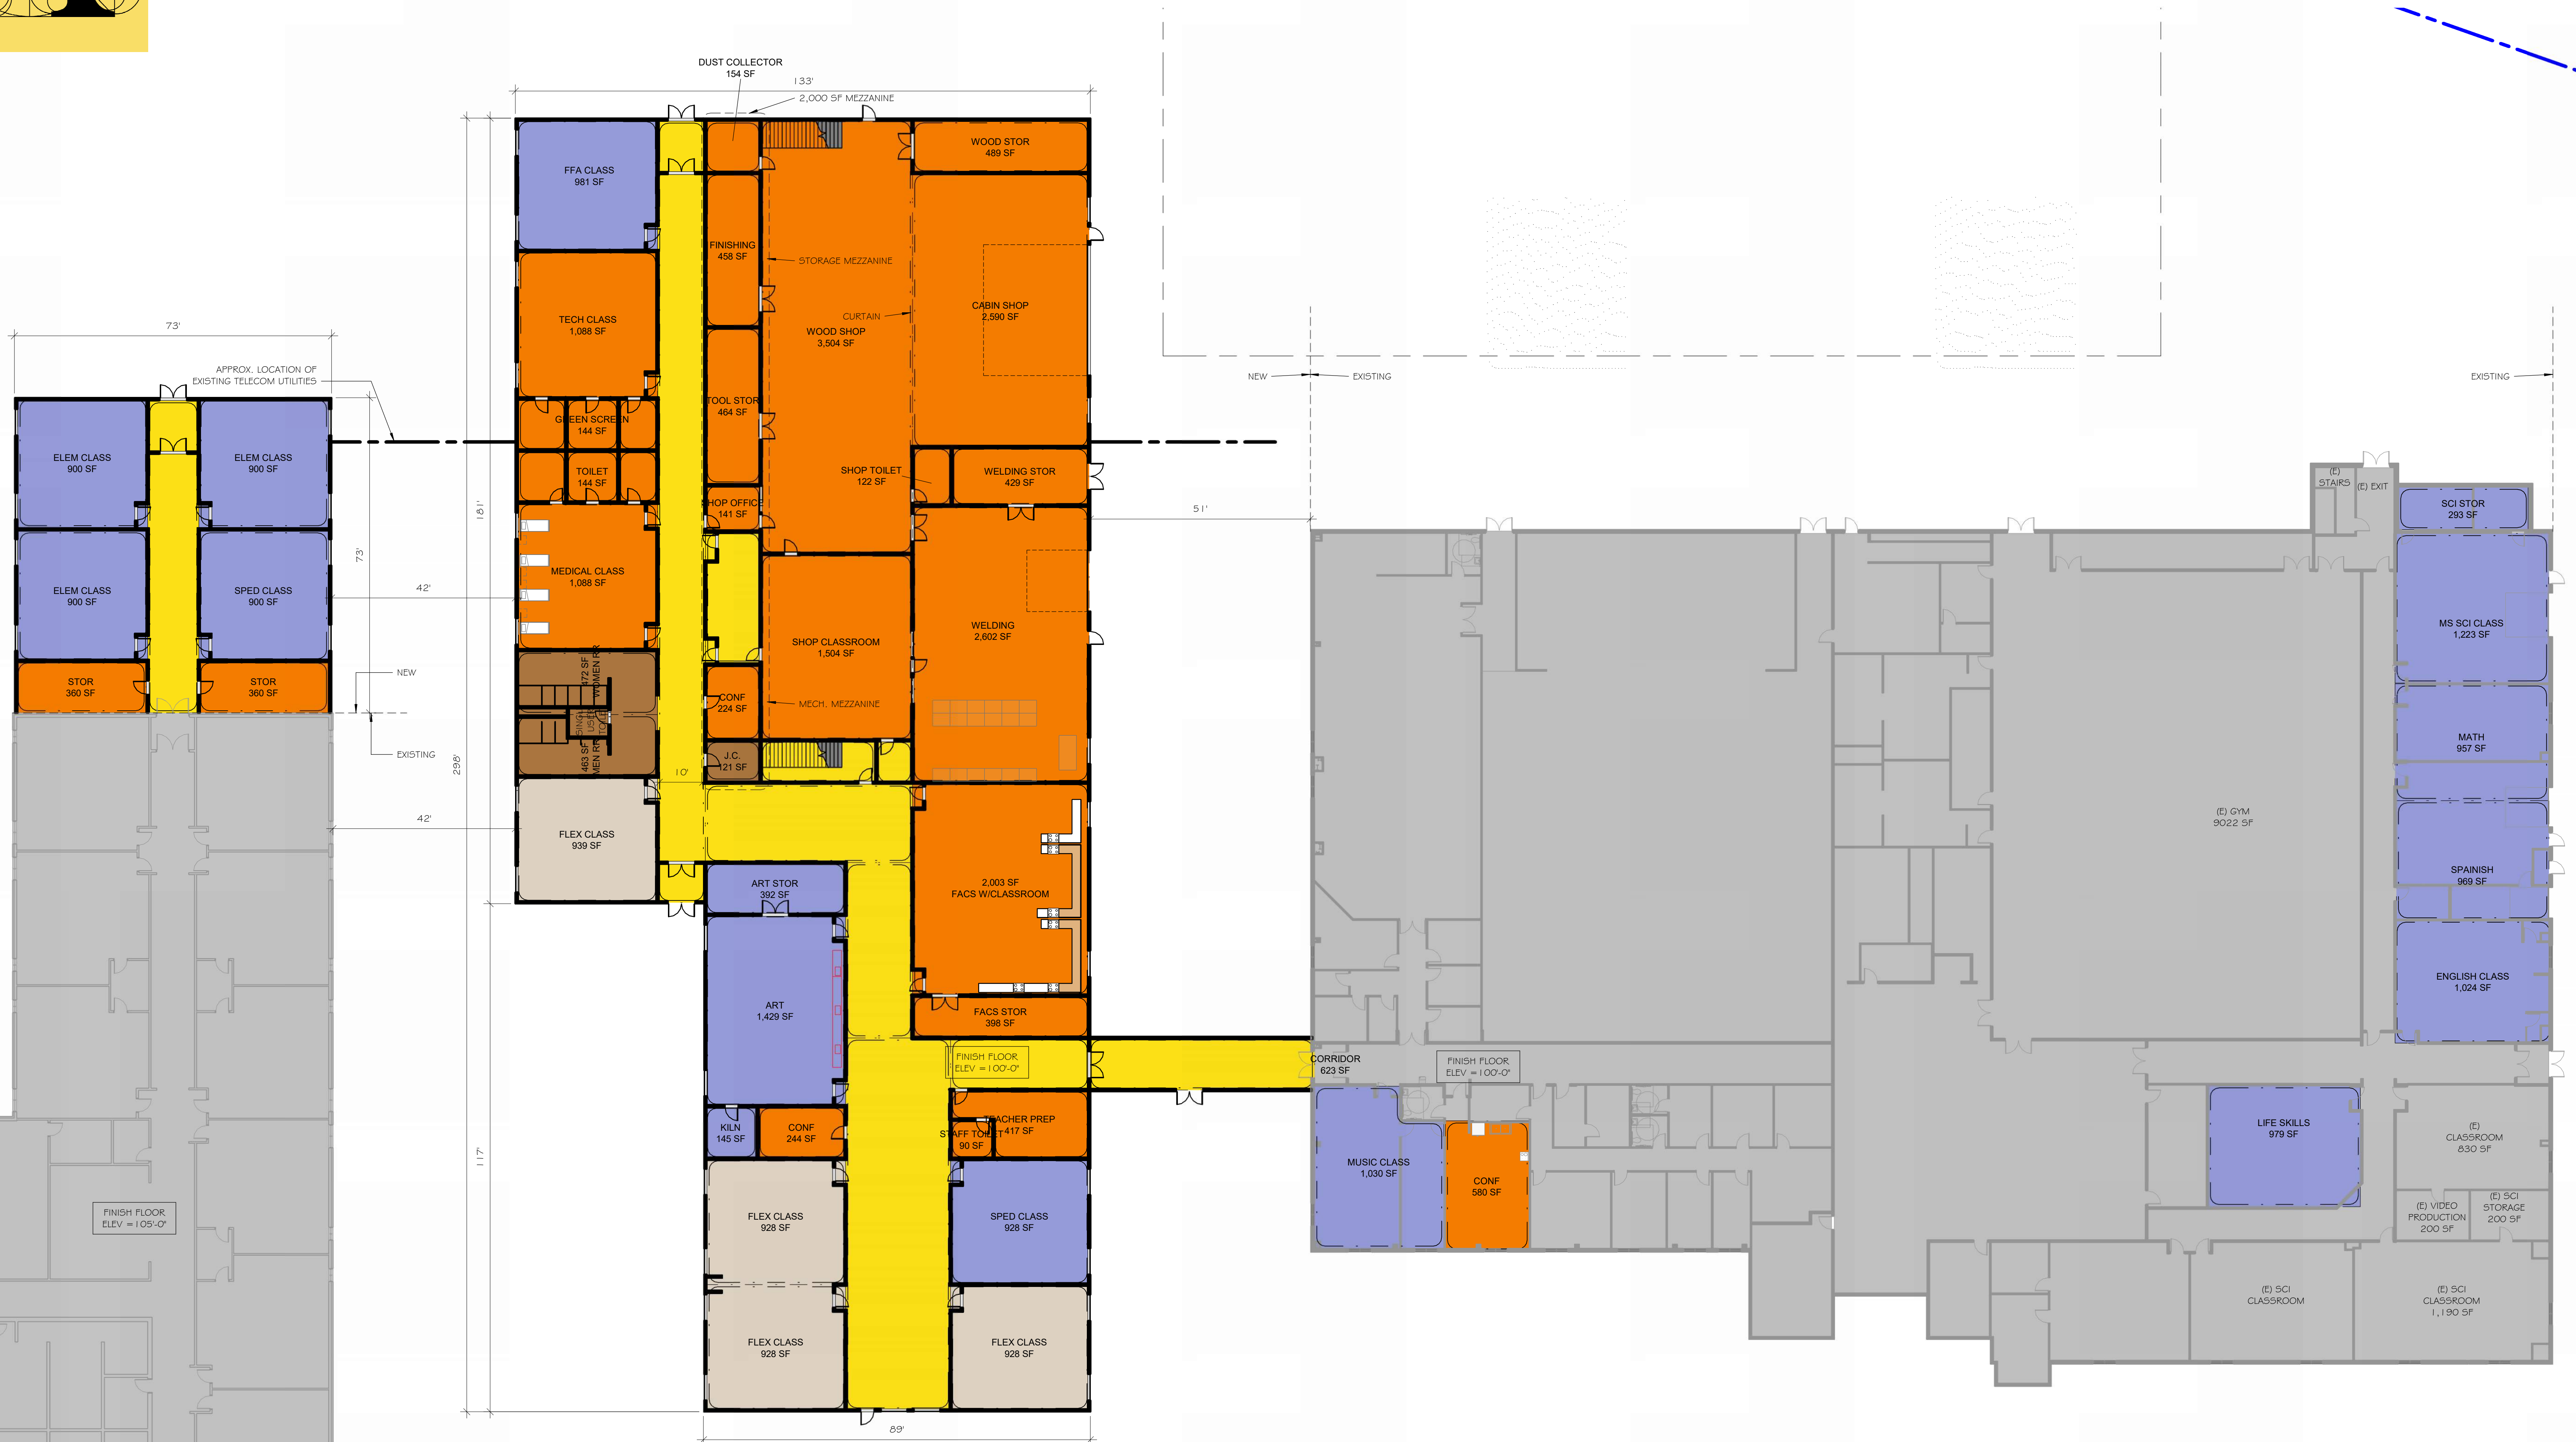 DUST COLLECTOR
154 SF
133'
2,000 SF MEZZANINE
FFA CLASS
981 SF
WOOD STOR
489 SF
FINISHING
458 SF
STORAGE MEZZANINE
TECH CLASS
1,088 SF
CURTAIN
WOOD SHOP
3,504 SF
CABIN SHOP
2,590 SF
73'
APPROX. LOCATION OF
EXISTING TELECOM UTILITIES
NEW
EXISTING
EXISTING
TOOL STOR
464 SF
GREEN SCREEN
144 SF
TOILET
144 SF
SHOP TOILET
122 SF
WELDING STOR
429 SF
SHOP OFFICE
141 SF
181'
51'
ELEM CLASS
900 SF
ELEM CLASS
900 SF
ELEM CLASS
900 SF
SPED CLASS
900 SF
STOR
360 SF
STOR
360 SF
73'
42'
NEW
EXISTING
MEDICAL CLASS
1,088 SF
SHOP CLASSROOM
1,504 SF
WELDING
2,602 SF
472 SF
WOMEN RR
SINGLE
USER
TOILET
463 SF
MEN RR
CONF
224 SF
MECH. MEZZANINE
J.C.
121 SF
10'
298'
42'
FLEX CLASS
939 SF
ART STOR
392 SF
2,003 SF
FACS W/CLASSROOM
ART
1,429 SF
FACS STOR
398 SF
FINISH FLOOR
ELEV = 100'-0"
CORRIDOR
623 SF
FINISH FLOOR
ELEV = 100'-0"
KILN
145 SF
CONF
244 SF
TEACHER PREP
417 SF
STAFF TOILET
90 SF
117'
FLEX CLASS
928 SF
SPED CLASS
928 SF
FLEX CLASS
928 SF
FLEX CLASS
928 SF
89'
FINISH FLOOR
ELEV = 105'-0"
MUSIC CLASS
1,030 SF
CONF
580 SF
(E)
STAIRS
(E) EXIT
SCI STOR
293 SF
MS SCI CLASS
1,223 SF
MATH
957 SF
(E) GYM
9022 SF
SPAINISH
969 SF
ENGLISH CLASS
1,024 SF
LIFE SKILLS
979 SF
(E)
CLASSROOM
830 SF
(E) VIDEO
PRODUCTION
200 SF
(E) SCI
STORAGE
200 SF
(E) SCI
CLASSROOM
(E) SCI
CLASSROOM
1,190 SF